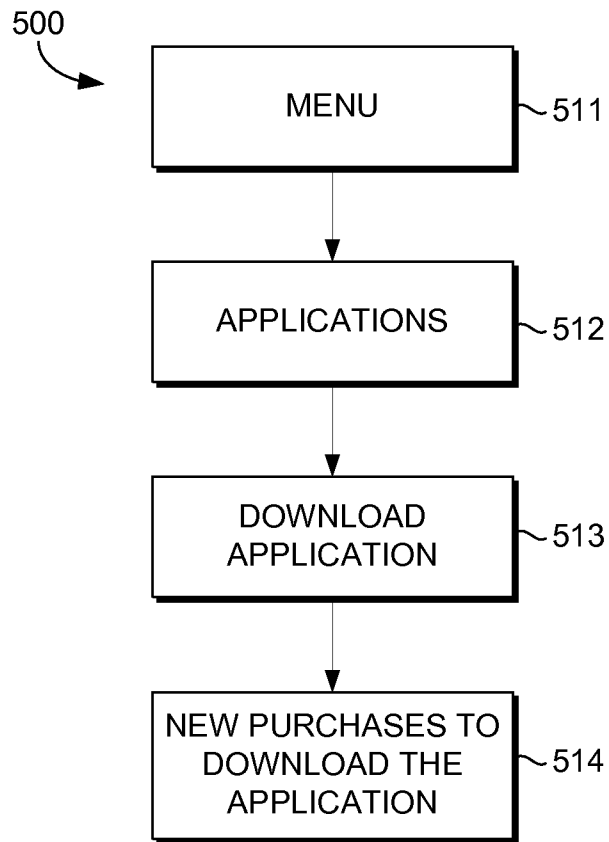 500
MENU
511
APPLICATIONS
512
DOWNLOAD
APPLICATION
513
NEW PURCHASES TO
DOWNLOAD THE
APPLICATION
514